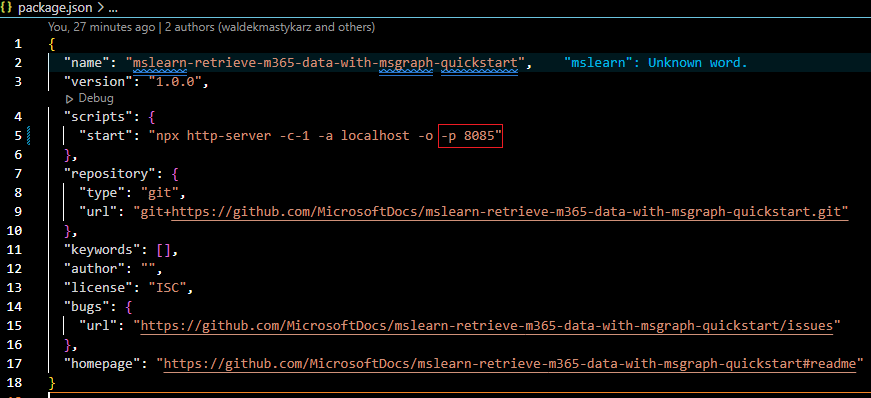 {} package.json > ...
You, 27 minutes ago | 2 authors (waldekmastykarz and others)
1 {
2 "name": "mslearn-retrieve-m365-data-with-msgraph-quickstart", "mslearn": Unknown word.
3 "version": "1.0.0",
Debug
4 "scripts": {
5 "start": "npx http-server -c-1 -a localhost -o -p 8085"
6 },
7 "repository": {
8 "type": "git",
9 "url": "git+https://github.com/MicrosoftDocs/mslearn-retrieve-m365-data-with-msgraph-quickstart.git"
10 },
11 "keywords": [],
12 "author": "",
13 "license": "ISC",
14 "bugs": {
15 "url": "https://github.com/MicrosoftDocs/mslearn-retrieve-m365-data-with-msgraph-quickstart/issues"
16 },
17 "homepage": "https://github.com/MicrosoftDocs/mslearn-retrieve-m365-data-with-msgraph-quickstart#readme"
18 }